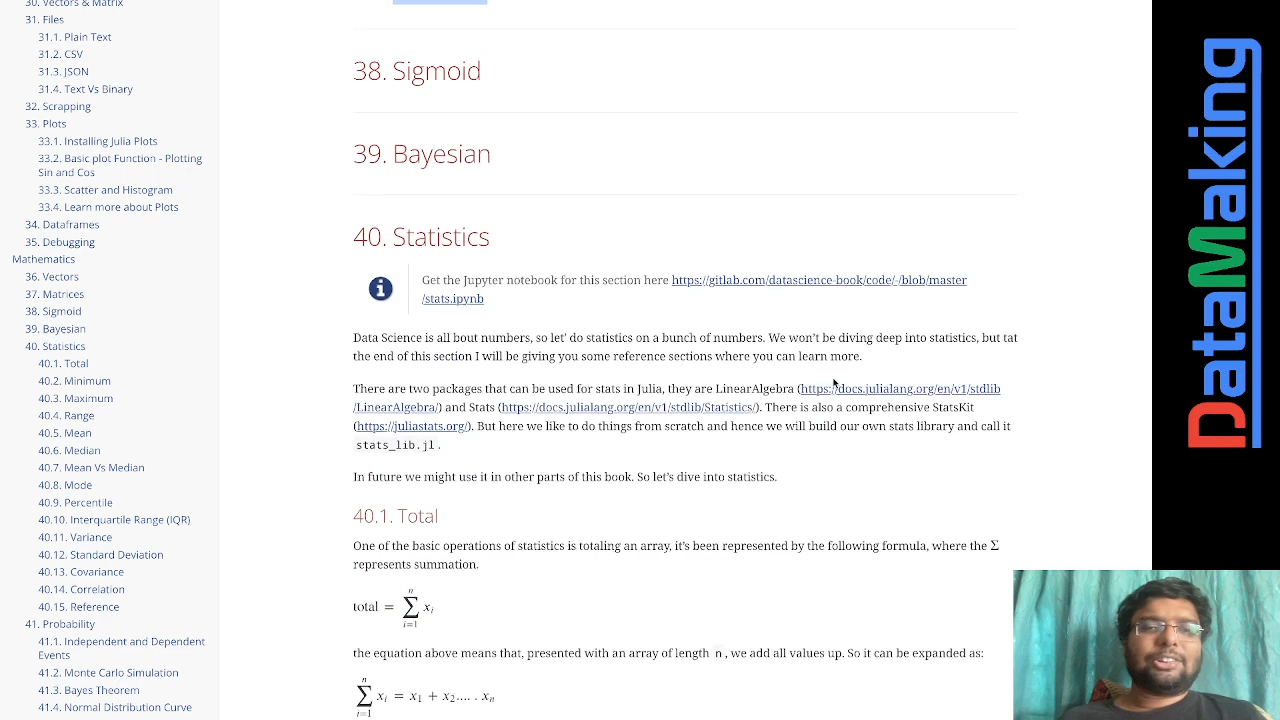 30. Vectors & Matrix
31. Files
31.1. Plain Text
31.2. CSV
31.3. JSON
31.4. Text Vs Binary
32. Scrapping
33. Plots
33.1. Installing Julia Plots
33.2. Basic plot Function - Plotting
Sin and Cos
33.3. Scatter and Histogram
33.4. Learn more about Plots
34. Dataframes
35. Debugging
Mathematics
36. Vectors
37. Matrices
38. Sigmoid
39. Bayesian
40. Statistics
40.1. Total
40.2. Minimum
40.3. Maximum
40.4. Range
40.5. Mean
40.6. Median
40.7. Mean Vs Median
40.8. Mode
40.9. Percentile
40.10. Interquartile Range (IQR)
40.11. Variance
40.12. Standard Deviation
40.13. Covariance
40.14. Correlation
40.15. Reference
41. Probability
41.1. Independent and Dependent
Events
41.2. Monte Carlo Simulation
41.3. Bayes Theorem
41.4. Normal Distribution Curve
38. Sigmoid
39. Bayesian
40. Statistics
Get the Jupyter notebook for this section here https://gitlab.com/datascience-book/code/-/blob/master
/stats.ipynb
Data Science is all bout numbers, so let' do statistics on a bunch of numbers. We won't be diving deep into statistics, but tat
the end of this section I will be giving you some reference sections where you can learn more.
There are two packages that can be used for stats in Julia, they are LinearAlgebra (https://docs.julialang.org/en/v1/stdlib
/LinearAlgebra/) and Stats (https://docs.julialang.org/en/v1/stdlib/Statistics/). There is also a comprehensive StatsKit
(https://juliastats.org/). But here we like to do things from scratch and hence we will build our own stats library and call it
stats_lib.jl.
In future we might use it in other parts of this book. So let's dive into statistics.
40.1. Total
One of the basic operations of statistics is totaling an array, it's been represented by the following formula, where the Σ
represents summation.
total = ∑_{i=1}^{n} x_i
the equation above means that, presented with an array of length n, we add all values up. So it can be expanded as:
∑_{i=1}^{n} x_i = x_1 + x_2.... . x_n
DataMaking